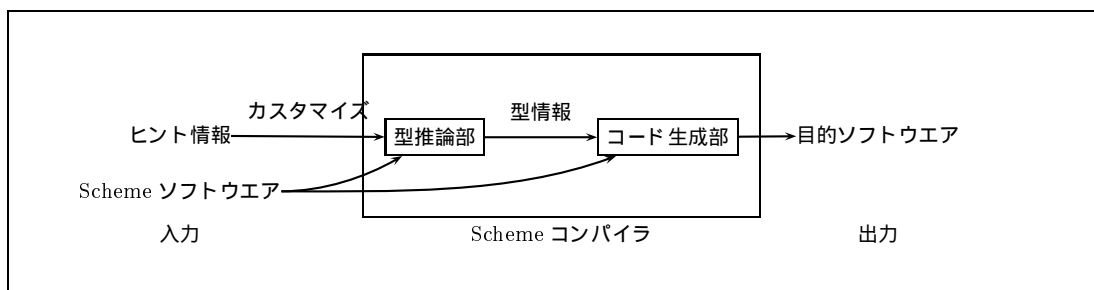 カスタマイズ
型情報
ヒント情報
型推論部
コード生成部
目的ソフトウエア
Scheme ソフトウエア
入力
Scheme コンパイラ
出力